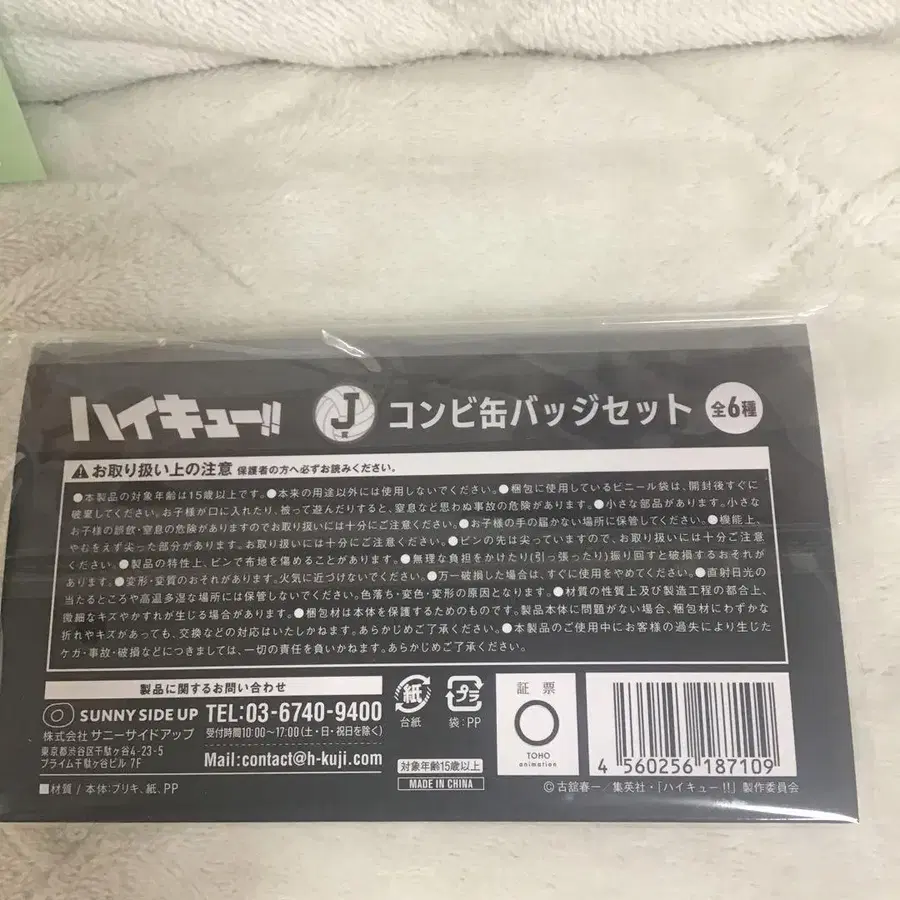 ハイキュー!! J賞 コンビ缶バッジセット 全6種
⚠お取り扱い上の注意 保護者の方へ必ずお読みください。
●本製品の対象年齢は15歳以上です。●本来の用途以外には使用しないでください。●梱包に使用しているビニール袋は、開封後すぐに
破棄してください。お子様が口に入れたり、被って遊んだりすると、窒息など思わぬ事故の危険があります。●小さな部品があります。小さな
お子様の誤飲・窒息の危険がありますのでお取り扱いには十分にご注意ください。●お子様の手の届かない場所に保管してください。●機能上、
やむをえず尖った部分があります。お取り扱いには十分にご注意ください。●ピンの先は尖っていますので、お取り扱いには十分ご注意
ください。●製品の特性上、ピンで布地を傷めることがあります。●無理な負担をかけたり(引っ張ったり)振り回すと破損するおそれが
あります。●変形・変質のおそれがあります。火気に近づけないでください。●万一破損した場合は、すぐに使用をやめてください。●直射日光の
当たるところや高温多湿な場所には保管しないでください。色落ち・変色・変形の原因となります。●材質の性質上及び製造工程の都合上、
微細なキズやかすれが生じる場合があります。●梱包材は本体を保護するためのものです。製品本体に問題がない場合、梱包材にわずかな
折れやキズがあっても、交換などの対応はいたしかねます。あらかじめご了承ください。●本製品のご使用中にお客様の過失により生じた
ケガ・事故・破損などにつきましては、一切の責任を負いかねます。あらかじめご了承ください。
製品に関するお問い合わせ
SUNNY SIDE UP
株式会社 サニーサイドアップ
東京都渋谷区千駄ヶ谷4-23-5
プライム千駄ヶ谷ビル 7F
TEL:03-6740-9400
受付時間10:00〜17:00(土・日・祝日を除く)
Mail:contact@h-kuji.com
■材質 / 本体:ブリキ、紙、PP
紙
台紙
プラ
袋:PP
対象年齢15歳以上
MADE IN CHINA
証票
TOHO
animation
4 560256 187109
©古舘春一／集英社・「ハイキュー!!」製作委員会